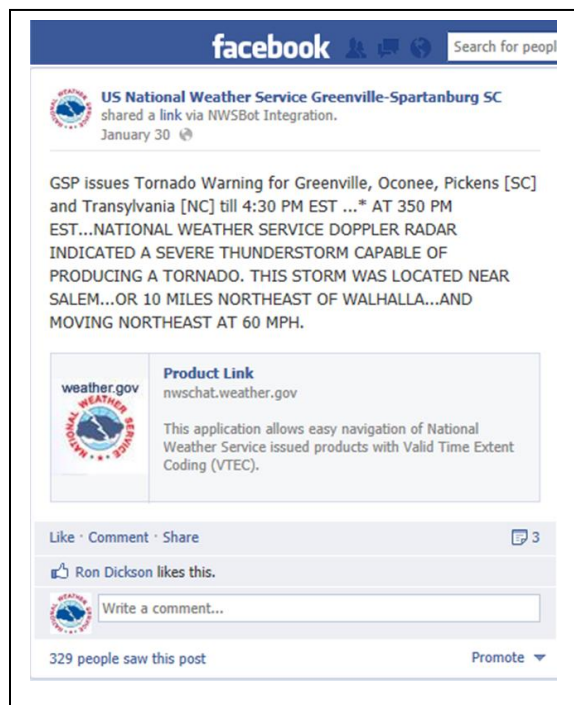 facebook
Search for peopl
US National Weather Service Greenville-Spartanburg SC
shared a link via NWSBot Integration.
January 30
GSP issues Tornado Warning for Greenville, Oconee, Pickens [SC]
and Transylvania [NC] till 4:30 PM EST ...* AT 350 PM
EST...NATIONAL WEATHER SERVICE DOPPLER RADAR
INDICATED A SEVERE THUNDERSTORM CAPABLE OF
PRODUCING A TORNADO. THIS STORM WAS LOCATED NEAR
SALEM...OR 10 MILES NORTHEAST OF WALHALLA...AND
MOVING NORTHEAST AT 60 MPH.
weather.gov
NATIONAL WEATHER SERVICE
Product Link
nwschat.weather.gov
This application allows easy navigation of National
Weather Service issued products with Valid Time Extent
Coding (VTEC).
Like · Comment · Share
3
Ron Dickson likes this.
Write a comment...
329 people saw this post
Promote